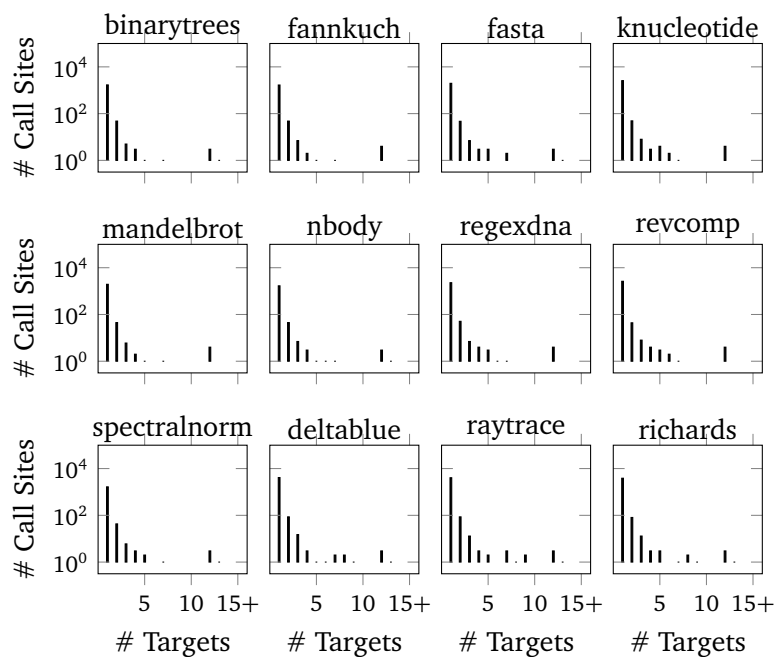 binarytrees fannkuch fasta knucleotide
# Call Sites
10^4
10^2
10^0
mandelbrot nbody regexdna revcomp
# Call Sites
10^4
10^2
10^0
spectralnorm deltablue raytrace richards
# Call Sites
10^4
10^2
10^0
5 10 15+ 5 10 15+ 5 10 15+ 5 10 15+
# Targets # Targets # Targets # Targets